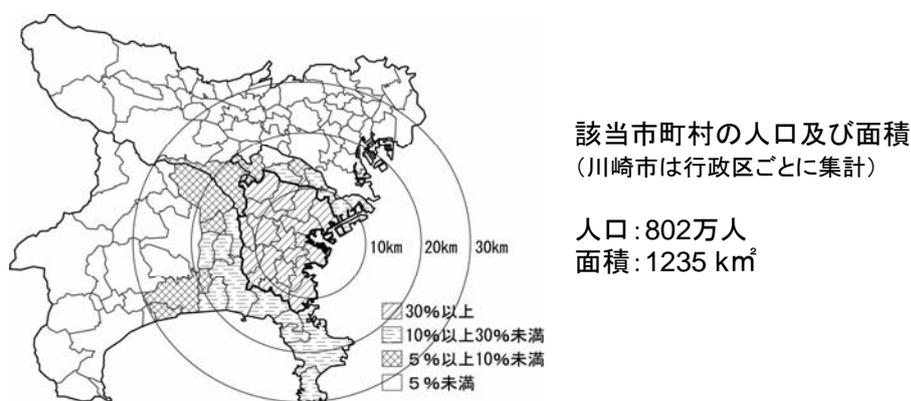 10km
20km
30km
30%以上
10%以上30%未満
5%以上10%未満
5%未満
該当市町村の人口及び面積
(川崎市は行政区ごとに集計)
人口:802万人
面積:1235 k㎡